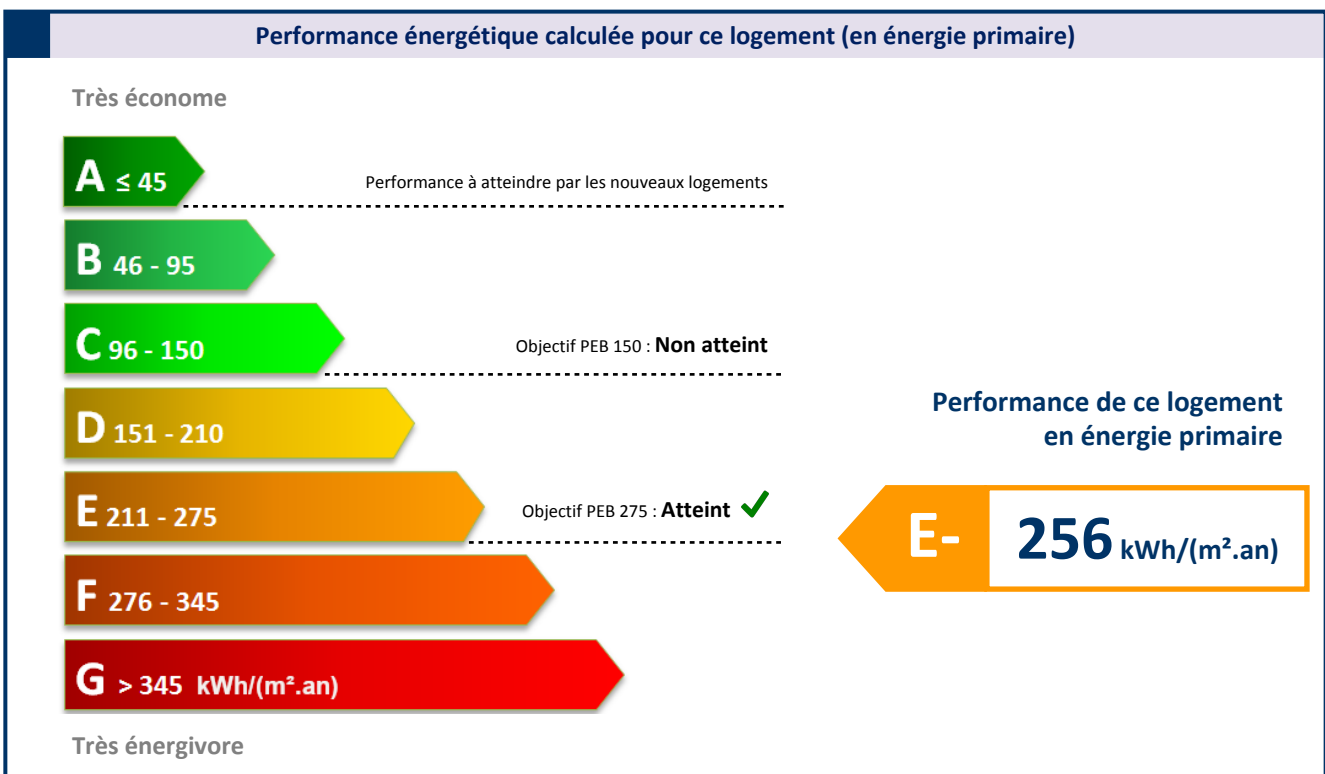 Performance énergétique calculée pour ce logement (en énergie primaire)
Très économe
A ≤ 45
Performance à atteindre par les nouveaux logements
B 46 - 95
C 96 - 150
Objectif PEB 150 : Non atteint
D 151 - 210
Performance de ce logement
en énergie primaire
E 211 - 275
Objectif PEB 275 : Atteint ✓
E- 256 kWh/(m².an)
F 276 - 345
G > 345 kWh/(m².an)
Très énergivore